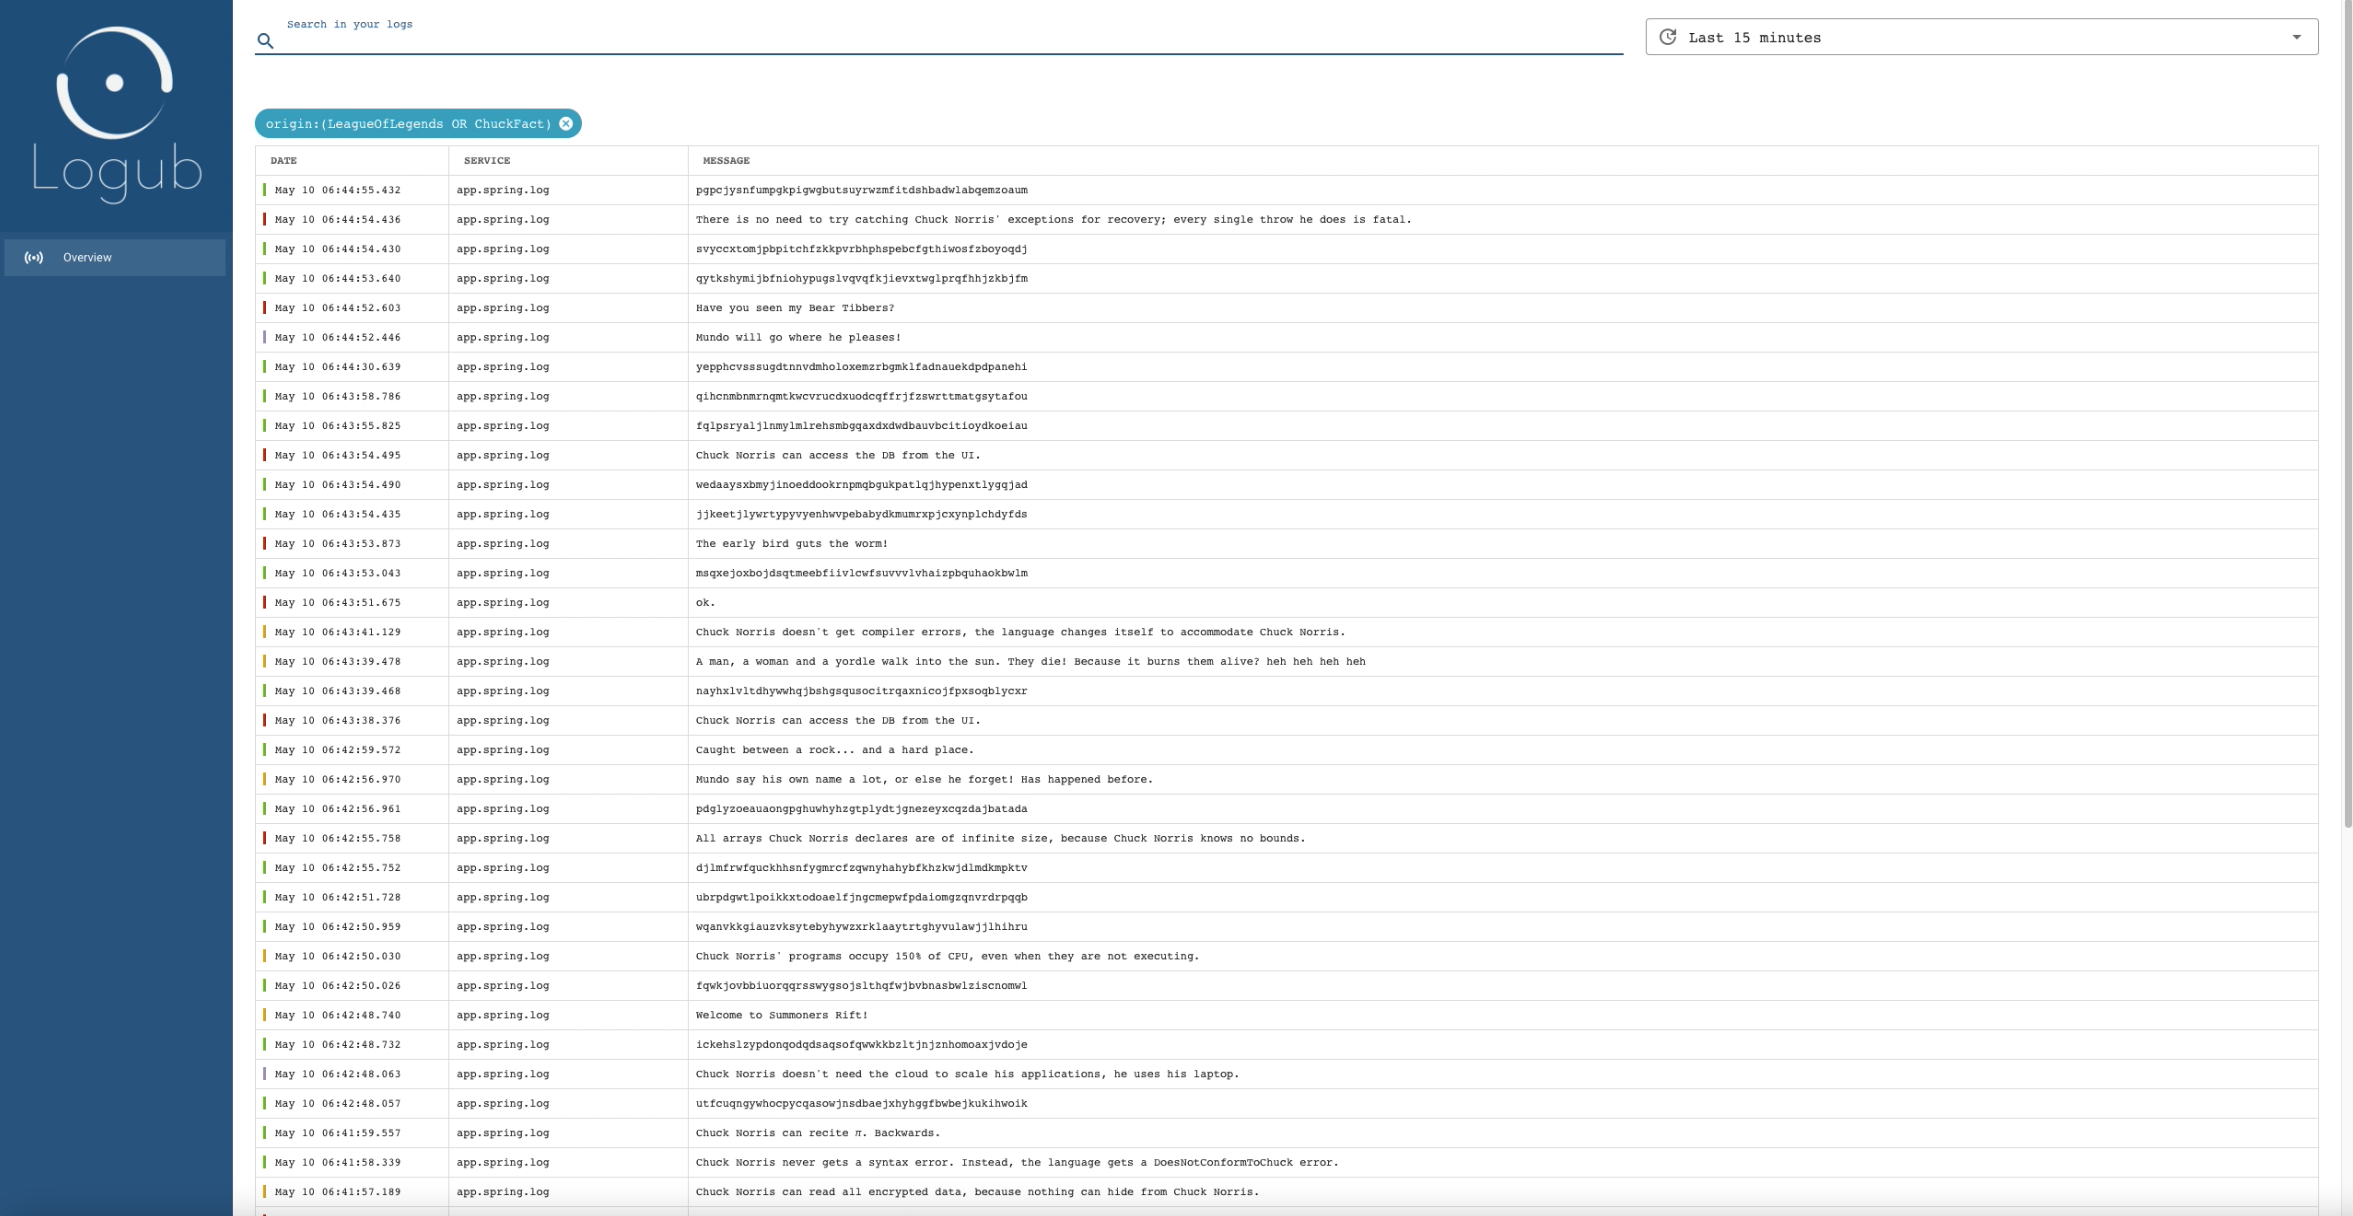 Logub
Overview
Search in your logs
Last 15 minutes
origin:(LeagueOfLegends OR ChuckFact)
DATE SERVICE MESSAGE
May 10 06:44:55.432 app.spring.log pgpcjysnfumpgkpigwgbutsuyrwzmfitdshbadwlabqemzoaum
May 10 06:44:54.436 app.spring.log There is no need to try catching Chuck Norris' exceptions for recovery; every single throw he does is fatal.
May 10 06:44:54.430 app.spring.log svyccxtomjpbpitchfzkkpvrbhphspebcfgthiwosfzboyoqdj
May 10 06:44:53.640 app.spring.log qytkshymijbfniohypugslvqvqfkjievxtwglprqfhhjzkbjfm
May 10 06:44:52.603 app.spring.log Have you seen my Bear Tibbers?
May 10 06:44:52.446 app.spring.log Mundo will go where he pleases!
May 10 06:44:30.639 app.spring.log yepphcvsssugdtnnvdmholoxemzrbgmklfadnauekdpdpanehi
May 10 06:43:58.786 app.spring.log qihcnmbnmrnqmtkwcvrucdxuodcqffrjfzswrttmatgsytafou
May 10 06:43:55.825 app.spring.log fqlpsryaljlnmylmlrehsmbgqaxdxdwdbauvbcitioydkoeiau
May 10 06:43:54.495 app.spring.log Chuck Norris can access the DB from the UI.
May 10 06:43:54.490 app.spring.log wedaaysxbmyjinoeddookrnpmqbgukpatlqjhypenxtlygqjad
May 10 06:43:54.435 app.spring.log jjkeetjlywrtypyvyenhwvpebabydkmumrxpjcxynplchdyfds
May 10 06:43:53.873 app.spring.log The early bird guts the worm!
May 10 06:43:53.043 app.spring.log msqxejoxbojdsqtmeebfiivlcwfsuvvvlvhaizpbquhaokbwlm
May 10 06:43:51.675 app.spring.log ok.
May 10 06:43:41.129 app.spring.log Chuck Norris doesn't get compiler errors, the language changes itself to accommodate Chuck Norris.
May 10 06:43:39.478 app.spring.log A man, a woman and a yordle walk into the sun. They die! Because it burns them alive? heh heh heh heh
May 10 06:43:39.468 app.spring.log nayhxlvltdhywwhqjbshgsqusocitrqaxnicojfpxsoqblycxr
May 10 06:43:38.376 app.spring.log Chuck Norris can access the DB from the UI.
May 10 06:42:59.572 app.spring.log Caught between a rock... and a hard place.
May 10 06:42:56.970 app.spring.log Mundo say his own name a lot, or else he forget! Has happened before.
May 10 06:42:56.961 app.spring.log pdglyzoeauaongpghuwhyhzgtplydtjgnezeyxcqzdajbatada
May 10 06:42:55.758 app.spring.log All arrays Chuck Norris declares are of infinite size, because Chuck Norris knows no bounds.
May 10 06:42:55.752 app.spring.log djlmfrwfquckhhsnfygmrcfzqwnyhahybfkhzkwjdlmdkmpktv
May 10 06:42:51.728 app.spring.log ubrpdgwtlpoikkxtodoaelfjngcmepwfpdaiomgzqnvrdrpqqb
May 10 06:42:50.959 app.spring.log wqanvkkgiauzvksytebyhywzxrklaaytrtghyvulawjjlhihru
May 10 06:42:50.030 app.spring.log Chuck Norris' programs occupy 150% of CPU, even when they are not executing.
May 10 06:42:50.026 app.spring.log fqwkjovbbiuorqqrsswygsojslthqfwjbvbnasbwlziscnomwl
May 10 06:42:48.740 app.spring.log Welcome to Summoners Rift!
May 10 06:42:48.732 app.spring.log ickehslzypdonqodqdsaqsofqwwkkbzltjnjznhomoaxjvdoje
May 10 06:42:48.063 app.spring.log Chuck Norris doesn't need the cloud to scale his applications, he uses his laptop.
May 10 06:42:48.057 app.spring.log utfcuqngywhocpycqasowjnsdbaejxhyhggfbwbejkukihwoik
May 10 06:41:59.557 app.spring.log Chuck Norris can recite π. Backwards.
May 10 06:41:58.339 app.spring.log Chuck Norris never gets a syntax error. Instead, the language gets a DoesNotConformToChuck error.
May 10 06:41:57.189 app.spring.log Chuck Norris can read all encrypted data, because nothing can hide from Chuck Norris.